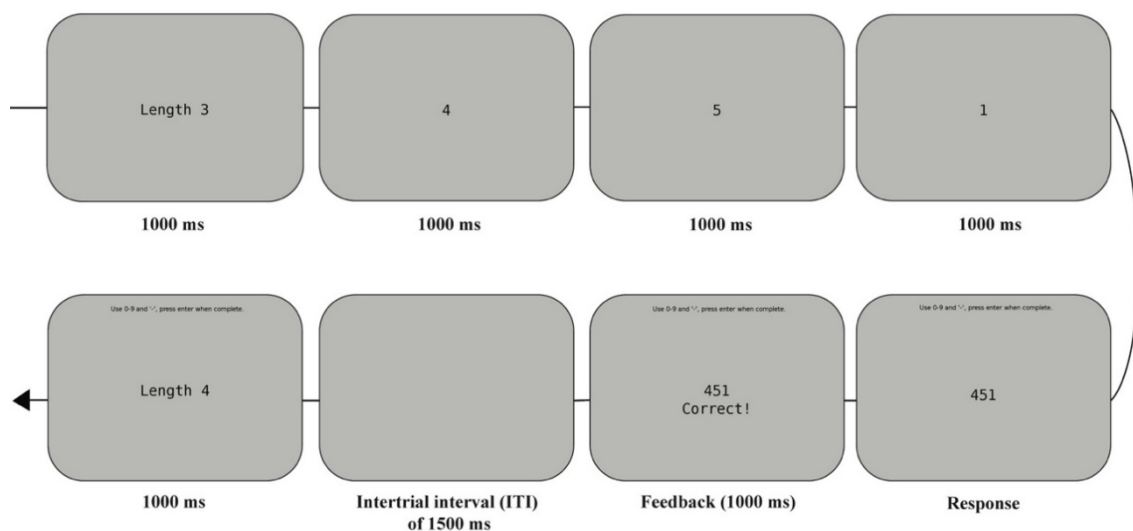 Length 3
4
5
1
1000 ms
1000 ms
1000 ms
1000 ms
Use 0-9 and '-', press enter when complete.
Use 0-9 and '-', press enter when complete.
Use 0-9 and '-', press enter when complete.
Length 4
451
Correct!
451
1000 ms
Intertrial interval (ITI)
of 1500 ms
Feedback (1000 ms)
Response